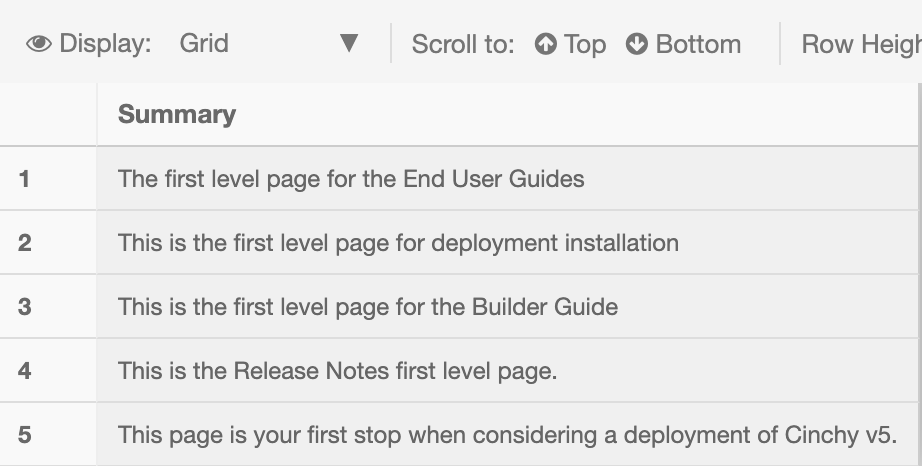 Display: Grid ▼ Scroll to: Top Bottom Row Heigh
Summary
1 The first level page for the End User Guides
2 This is the first level page for deployment installation
3 This is the first level page for the Builder Guide
4 This is the Release Notes first level page.
5 This page is your first stop when considering a deployment of Cinchy v5.